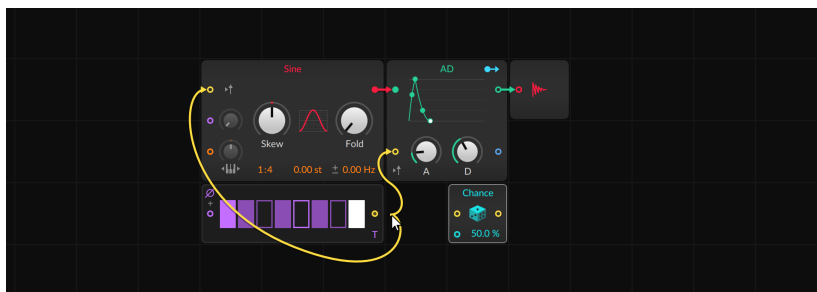 Sine
AD
Skew
Fold
A
D
1:4
0.00 st
± 0.00 Hz
Chance
T
50.0 %